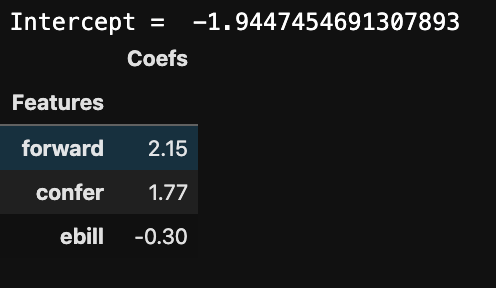 Intercept =  -1.9447454691307893
Coefs
Features
forward 2.15
confer 1.77
ebill -0.30